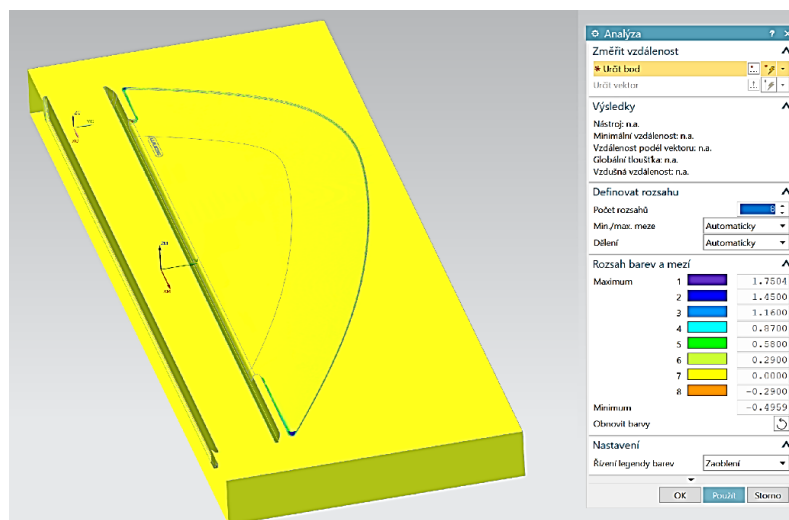 Analýza
Změřit vzdálenost
* Určit bod
Určit vektor
Výsledky
Nástroj: n.a.
Minimální vzdálenost: n.a.
Vzdálenost podél vektoru: n.a.
Globální tloušťka: n.a.
Vzdušná vzdálenost: n.a.
Definovat rozsahu
Počet rozsahů 8
Min./max. meze Automaticky
Dělení Automaticky
Rozsah barev a mezí
Maximum 1 1.7504
2 1.4500
3 1.1600
4 0.8700
5 0.5800
6 0.2900
7 0.0000
8 -0.2900
Minimum -0.4959
Obnovit barvy
Nastavení
Řízení legendy barev Zaoblení
OK Použít Storno